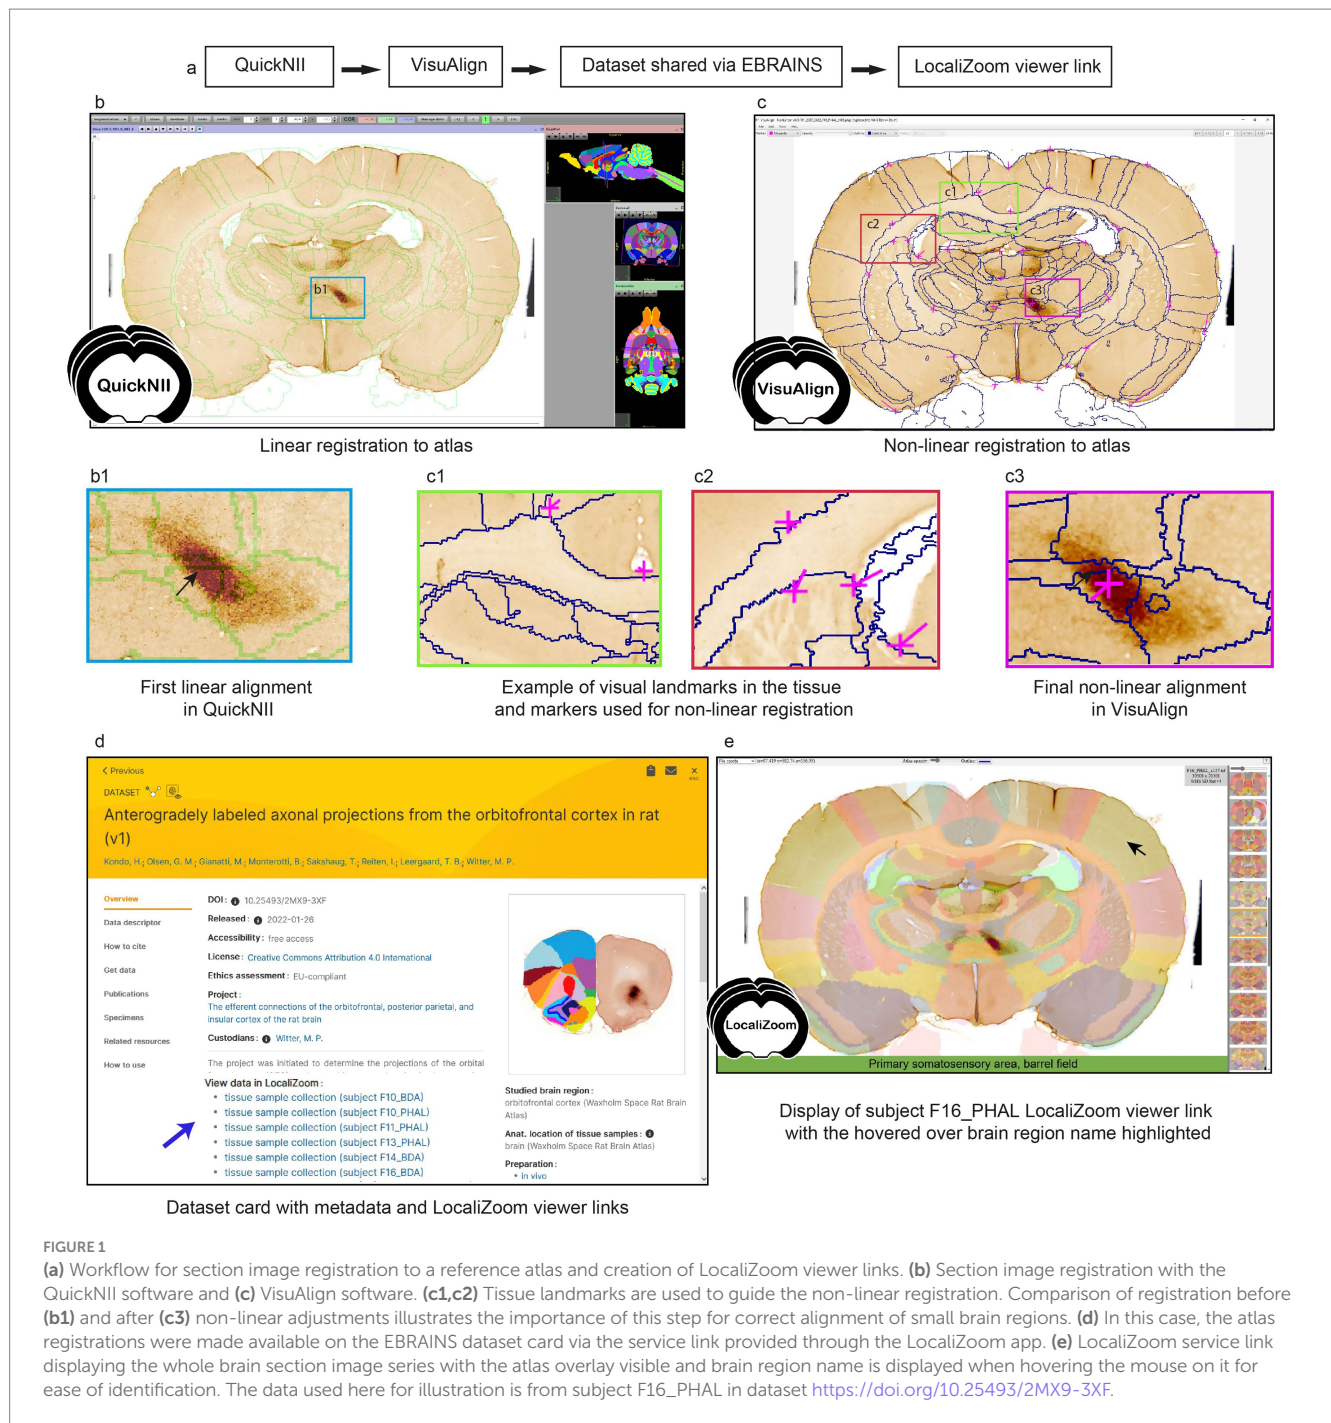 a
QuickNII
VisuAlign
Dataset shared via EBRAINS
LocaliZoom viewer link
b
b1
QuickNII
Linear registration to atlas
c
c1
c2
c3
VisuAlign
Non-linear registration to atlas
b1
First linear alignment
in QuickNII
c1
c2
Example of visual landmarks in the tissue
and markers used for non-linear registration
c3
Final non-linear alignment
in VisuAlign
d
Previous
DATASET
Anterogradely labeled axonal projections from the orbitofrontal cortex in rat
(v1)
Kondo, H.; Olsen, G. M.; Gianatti, M.; Monterotti, B.; Sakshaug, T.; Reiten, I.; Leergaard, T. B.; Witter, M. P.
Overview
Data descriptor
How to cite
Get data
Publications
Specimens
Related resources
How to use
DOI: 10.25493/2MX9-3XF
Released: 2022-01-26
Accessibility: free access
License: Creative Commons Attribution 4.0 International
Ethics assessment: EU-compliant
Project:
The efferent connections of the orbitofrontal, posterior parietal, and
insular cortex of the rat brain
Custodians: Witter, M. P.
The project was initiated to determine the projections of the orbital
View data in LocaliZoom:
• tissue sample collection (subject F10_BDA)
• tissue sample collection (subject F10_PHAL)
• tissue sample collection (subject F11_PHAL)
• tissue sample collection (subject F13_PHAL)
• tissue sample collection (subject F14_BDA)
• tissue sample collection (subject F16_BDA)
Studied brain region:
orbitofrontal cortex (Waxholm Space Rat Brain
Atlas)
Anat. location of tissue samples:
brain (Waxholm Space Rat Brain Atlas)
Preparation:
• in vivo
Dataset card with metadata and LocaliZoom viewer links
e
LocaliZoom
Primary somatosensory area, barrel field
Display of subject F16_PHAL LocaliZoom viewer link
with the hovered over brain region name highlighted
FIGURE 1
(a) Workflow for section image registration to a reference atlas and creation of LocaliZoom viewer links. (b) Section image registration with the
QuickNII software and (c) VisuAlign software. (c1,c2) Tissue landmarks are used to guide the non-linear registration. Comparison of registration before
(b1) and after (c3) non-linear adjustments illustrates the importance of this step for correct alignment of small brain regions. (d) In this case, the atlas
registrations were made available on the EBRAINS dataset card via the service link provided through the LocaliZoom app. (e) LocaliZoom service link
displaying the whole brain section image series with the atlas overlay visible and brain region name is displayed when hovering the mouse on it for
ease of identification. The data used here for illustration is from subject F16_PHAL in dataset https://doi.org/10.25493/2MX9-3XF.